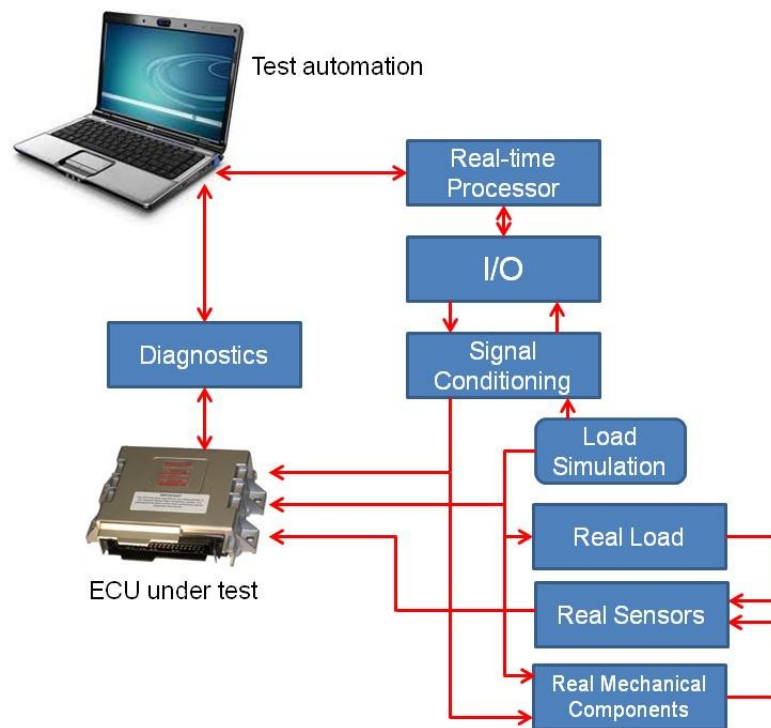 Test automation
Real-time
Processor
I/O
Diagnostics
Signal
Conditioning
Load
Simulation
Real Load
ECU under test
Real Sensors
Real Mechanical
Components